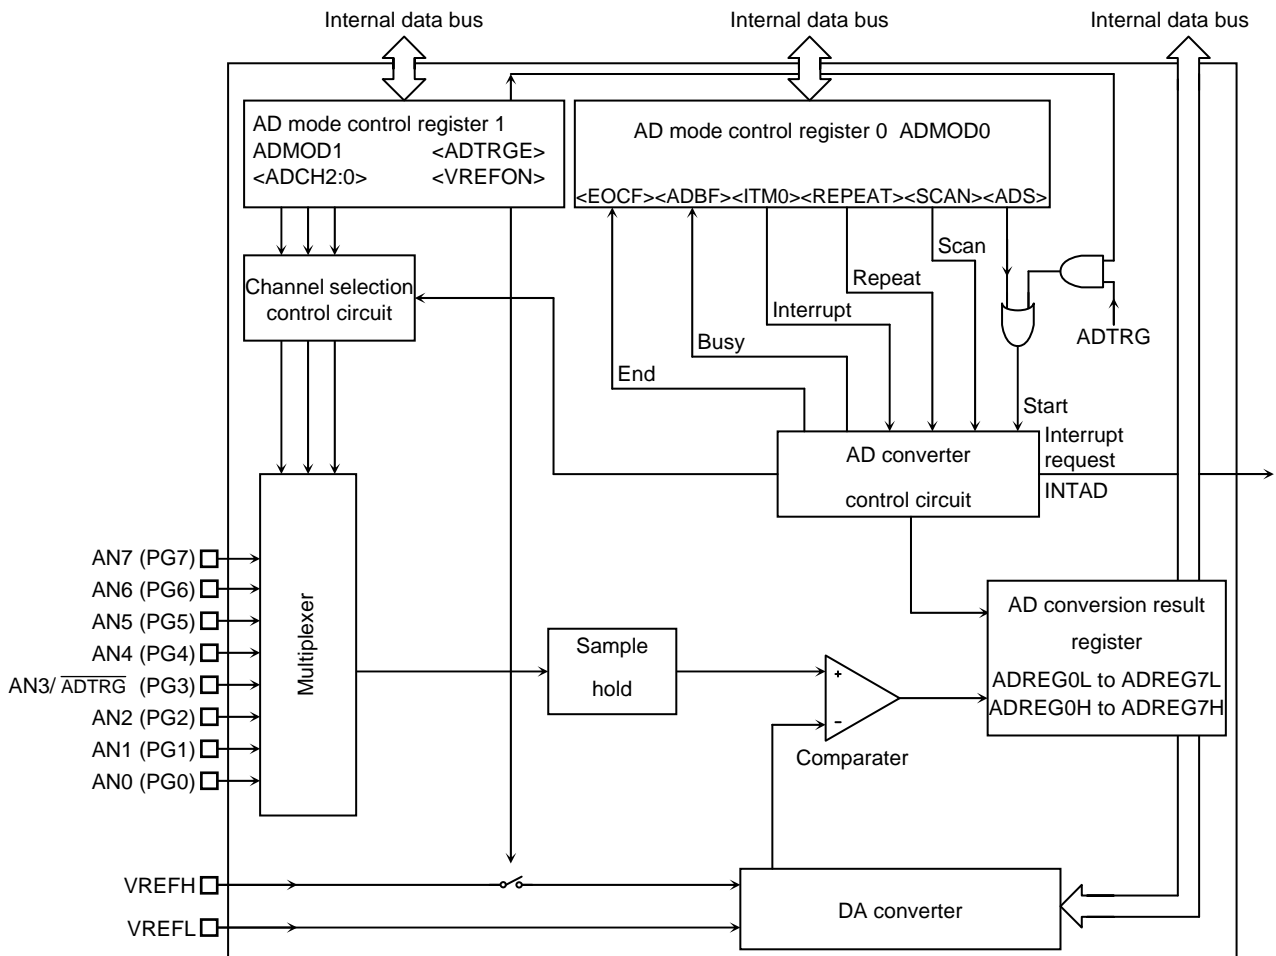 Internal data bus
Internal data bus
Internal data bus
AD mode control register 1
ADMOD1 <ADTRGE>
<ADCH2:0> <VREFON>
AD mode control register 0 ADMOD0
<EOCF><ADBF><ITM0><REPEAT><SCAN><ADS>
Channel selection
control circuit
Scan
Repeat
Interrupt
Busy
End
ADTRG
Start
AD converter
control circuit
Interrupt
request
INTAD
AN7 (PG7)
AN6 (PG6)
AN5 (PG5)
AN4 (PG4)
AN3/ ADTRG (PG3)
AN2 (PG2)
AN1 (PG1)
AN0 (PG0)
Multiplexer
Sample
hold
+
−
Comparater
AD conversion result
register
ADREG0L to ADREG7L
ADREG0H to ADREG7H
VREFH
VREFL
DA converter